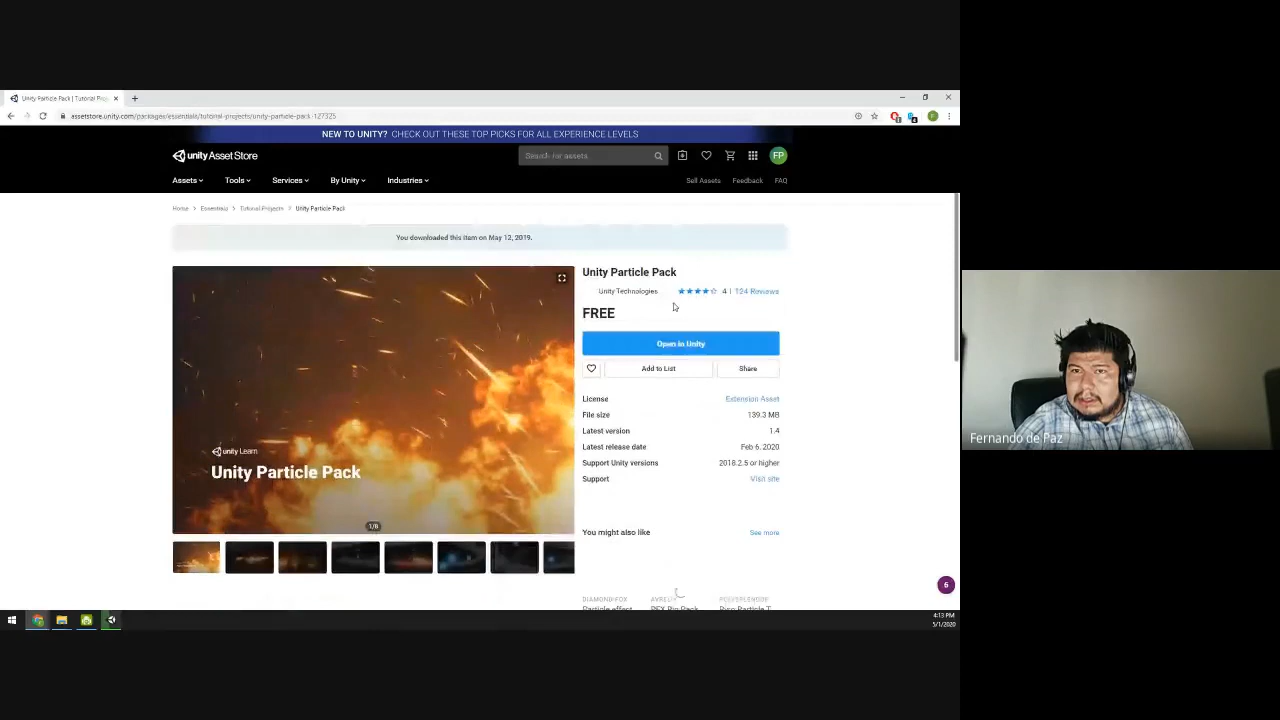 Unity Particle Pack | Tutorial Proj
assetstore.unity.com/packages/essentials/tutorial-projects/unity-particle-pack-127325
NEW TO UNITY? CHECK OUT THESE TOP PICKS FOR ALL EXPERIENCE LEVELS
unity Asset Store
Search for assets
FP
Assets Tools Services By Unity Industries
Sell Assets Feedback FAQ
Home > Essentials > Tutorial Projects > Unity Particle Pack
You downloaded this item on May 12, 2019.
Unity Particle Pack
Unity Technologies 4 | 124 Reviews
FREE
Open in Unity
Add to List Share
License Extension Asset
File size 139.3 MB
Latest version 1.4
Latest release date Feb 6, 2020
Support Unity versions 2018.2.5 or higher
Support Visit site
You might also like See more
unity Learn
Unity Particle Pack
1/8
DIAMOND-FOX
Particle effect
6
4:13 PM
5/1/2020
Fernando de Paz